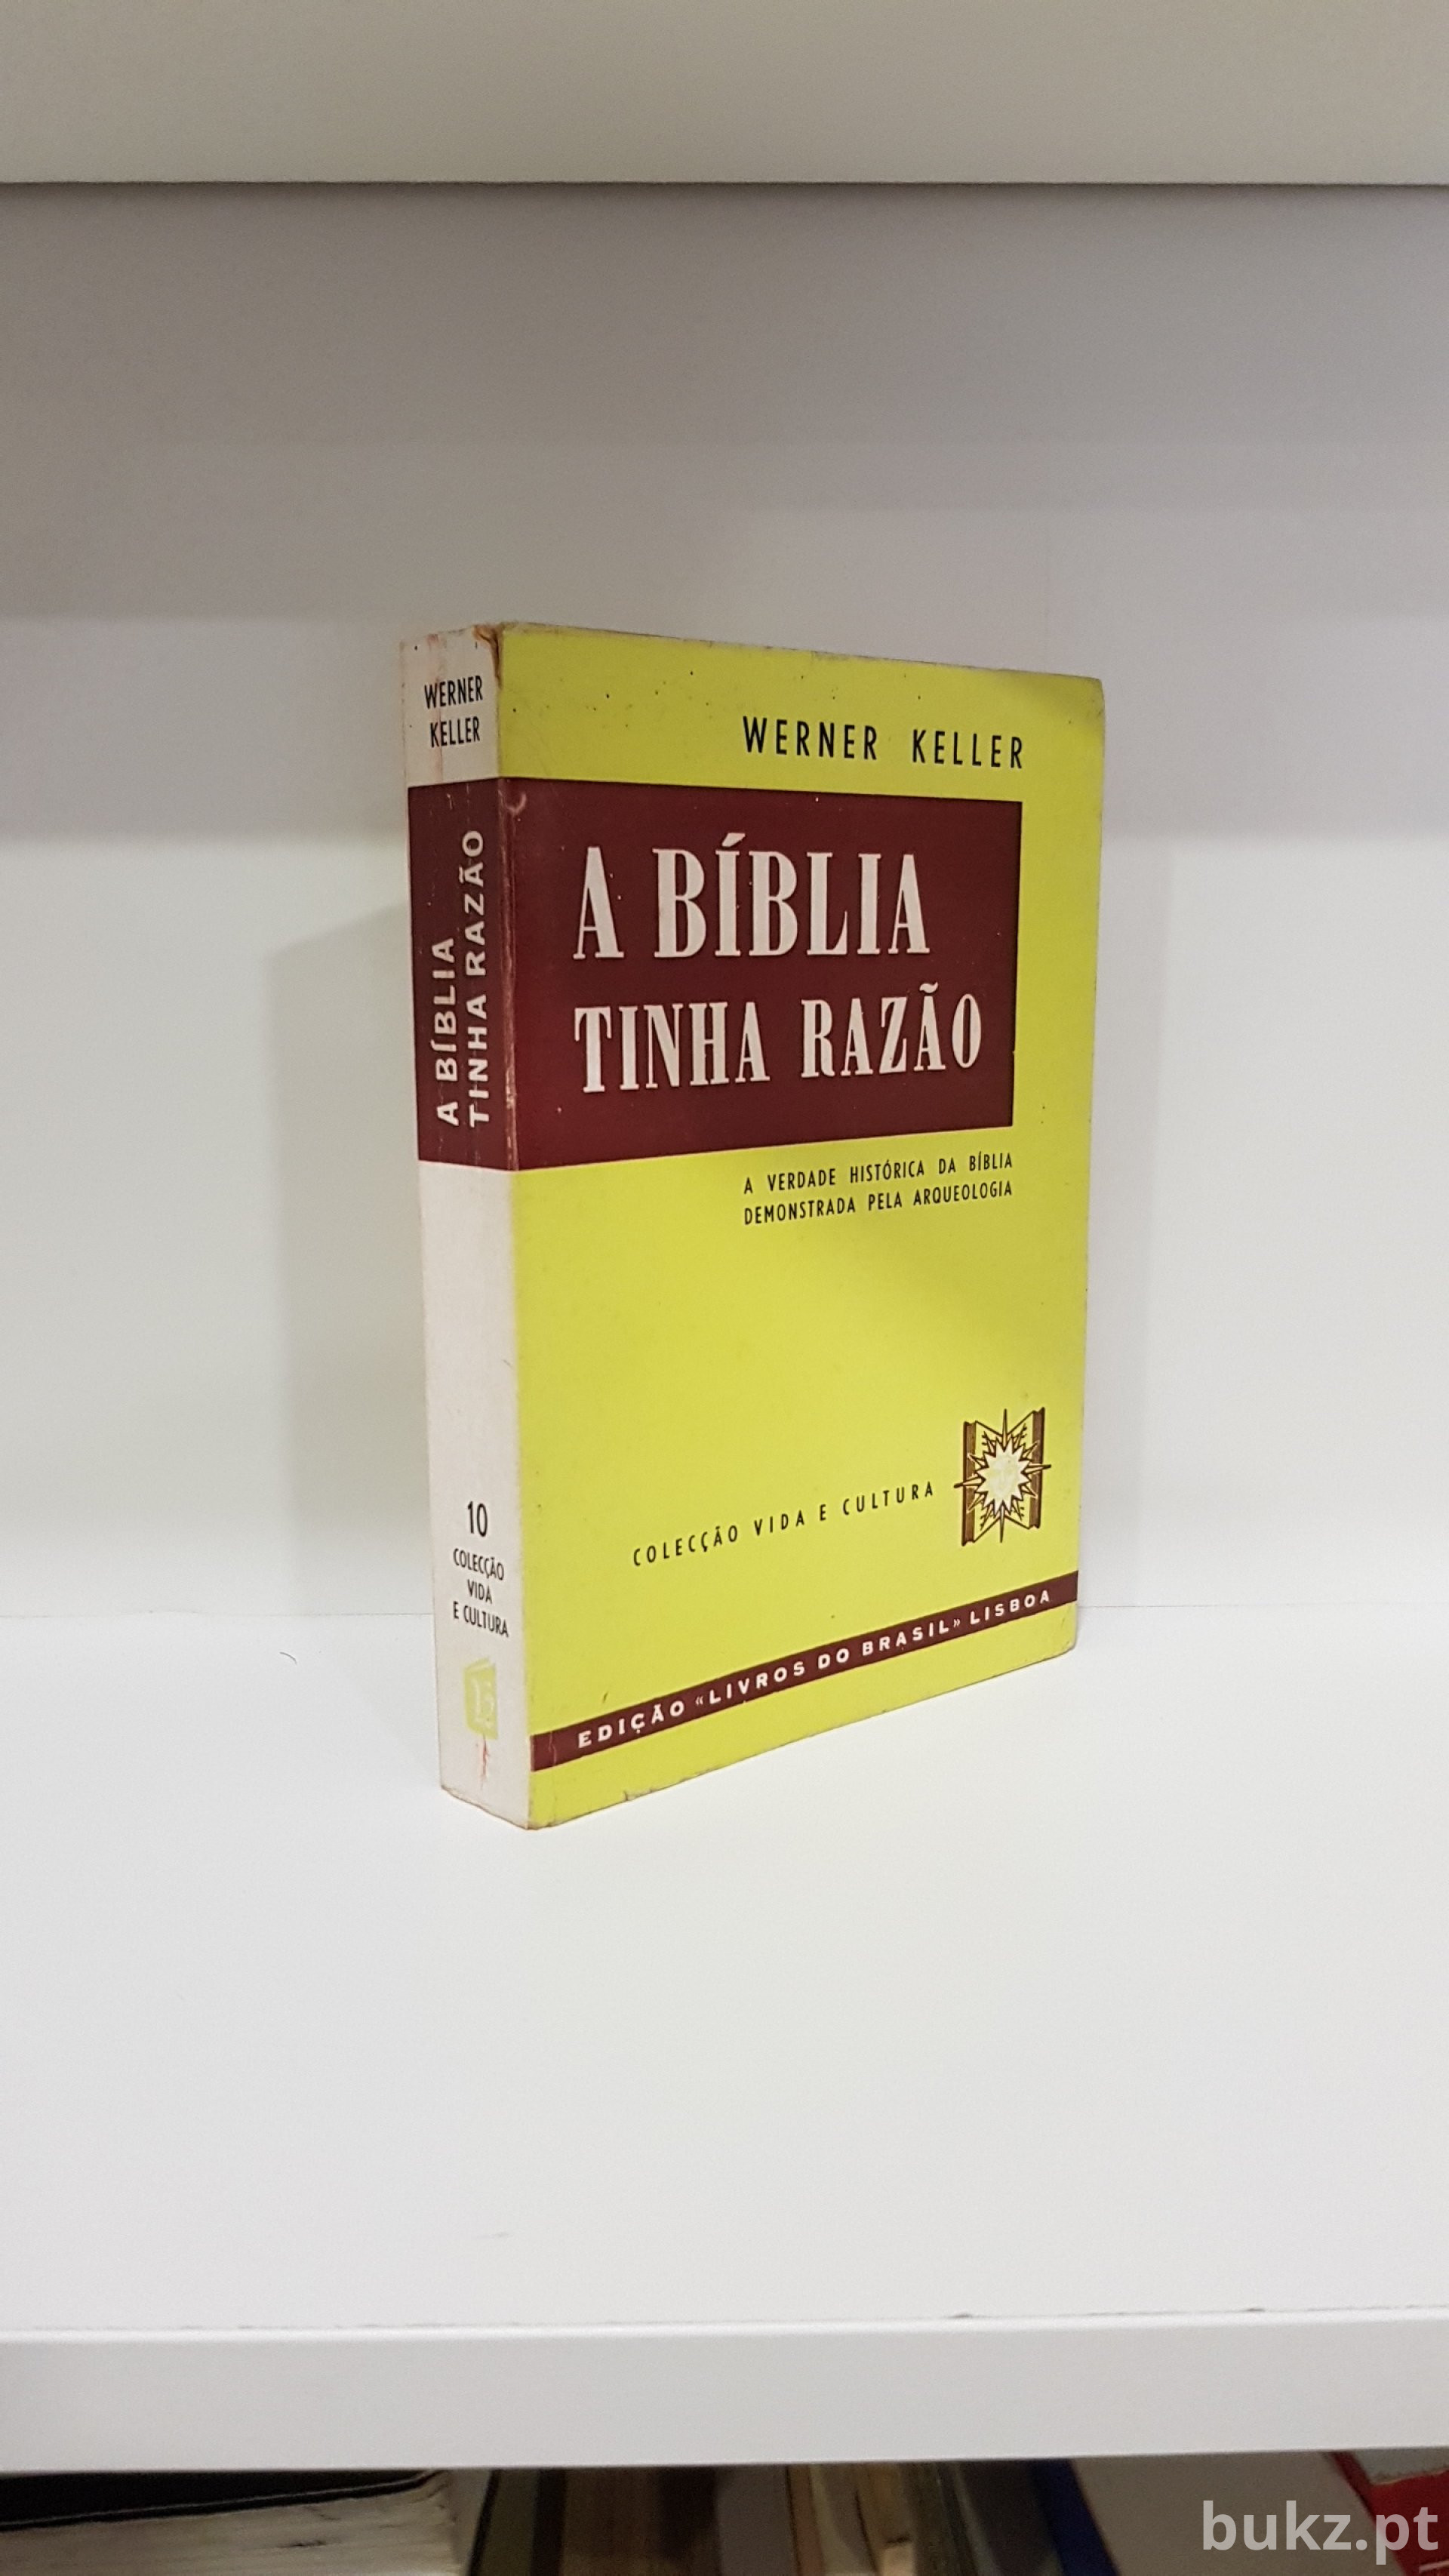 WERNER
KELLER
A BÍBLIA
TINHA RAZÃO
10
COLECÇÃO
VIDA
E CULTURA
WERNER KELLER
A BÍBLIA
TINHA RAZÃO
A VERDADE HISTÓRICA DA BÍBLIA
DEMONSTRADA PELA ARQUEOLOGIA
COLECÇÃO VIDA E CULTURA
EDIÇÃO «LIVROS DO BRASIL» LISBOA
bukz.pt